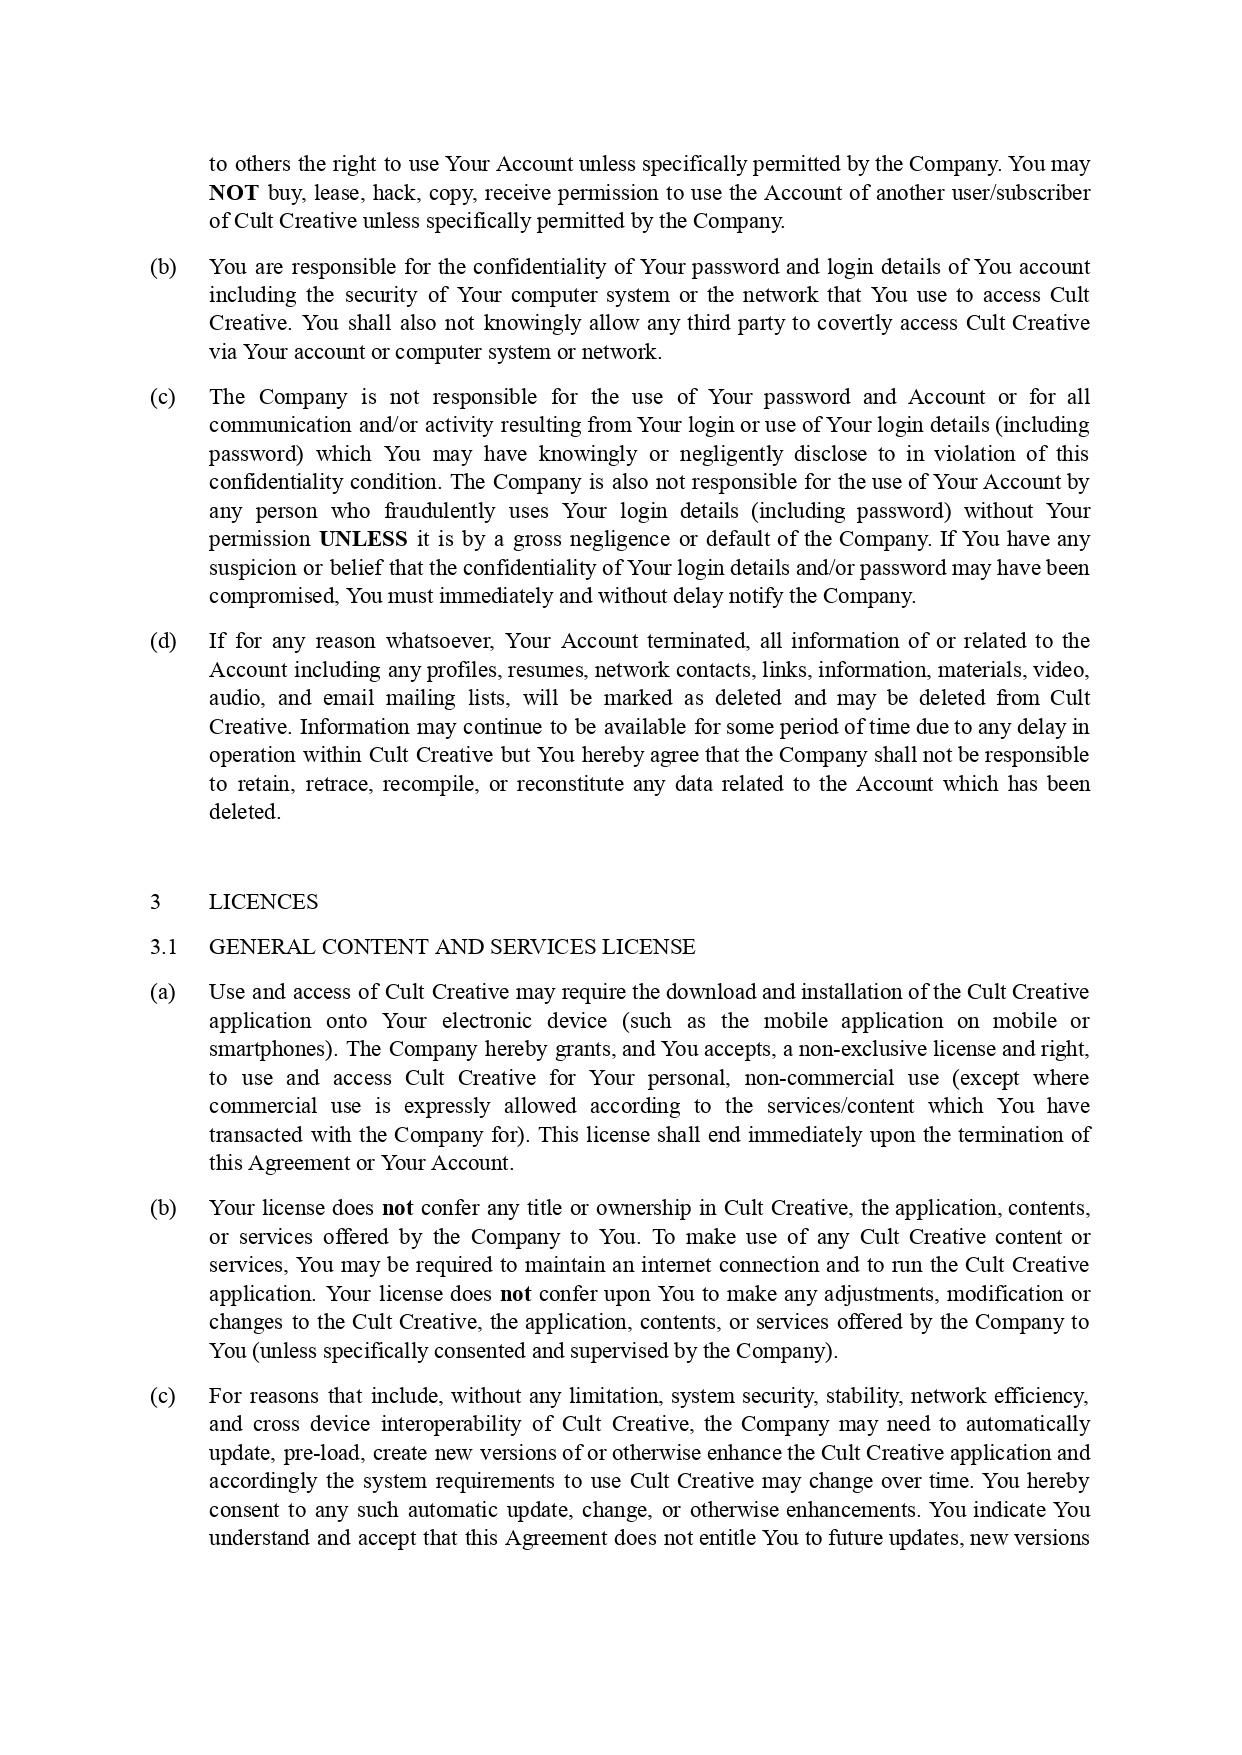 to others the right to use Your Account unless specifically permitted by the Company. You may
NOT buy, lease, hack, copy, receive permission to use the Account of another user/subscriber
of Cult Creative unless specifically permitted by the Company.
(b) You are responsible for the confidentiality of Your password and login details of You account
including the security of Your computer system or the network that You use to access Cult
Creative. You shall also not knowingly allow any third party to covertly access Cult Creative
via Your account or computer system or network.
(c) The Company is not responsible for the use of Your password and Account or for all
communication and/or activity resulting from Your login or use of Your login details (including
password) which You may have knowingly or negligently disclose to in violation of this
confidentiality condition. The Company is also not responsible for the use of Your Account by
any person who fraudulently uses Your login details (including password) without Your
permission UNLESS it is by a gross negligence or default of the Company. If You have any
suspicion or belief that the confidentiality of Your login details and/or password may have been
compromised, You must immediately and without delay notify the Company.
(d) If for any reason whatsoever, Your Account terminated, all information of or related to the
Account including any profiles, resumes, network contacts, links, information, materials, video,
audio, and email mailing lists, will be marked as deleted and may be deleted from Cult
Creative. Information may continue to be available for some period of time due to any delay in
operation within Cult Creative but You hereby agree that the Company shall not be responsible
to retain, retrace, recompile, or reconstitute any data related to the Account which has been
deleted.
3 LICENCES
3.1 GENERAL CONTENT AND SERVICES LICENSE
(a) Use and access of Cult Creative may require the download and installation of the Cult Creative
application onto Your electronic device (such as the mobile application on mobile or
smartphones). The Company hereby grants, and You accepts, a non-exclusive license and right,
to use and access Cult Creative for Your personal, non-commercial use (except where
commercial use is expressly allowed according to the services/content which You have
transacted with the Company for). This license shall end immediately upon the termination of
this Agreement or Your Account.
(b) Your license does not confer any title or ownership in Cult Creative, the application, contents,
or services offered by the Company to You. To make use of any Cult Creative content or
services, You may be required to maintain an internet connection and to run the Cult Creative
application. Your license does not confer upon You to make any adjustments, modification or
changes to the Cult Creative, the application, contents, or services offered by the Company to
You (unless specifically consented and supervised by the Company).
(c) For reasons that include, without any limitation, system security, stability, network efficiency,
and cross device interoperability of Cult Creative, the Company may need to automatically
update, pre-load, create new versions of or otherwise enhance the Cult Creative application and
accordingly the system requirements to use Cult Creative may change over time. You hereby
consent to any such automatic update, change, or otherwise enhancements. You indicate You
understand and accept that this Agreement does not entitle You to future updates, new versions